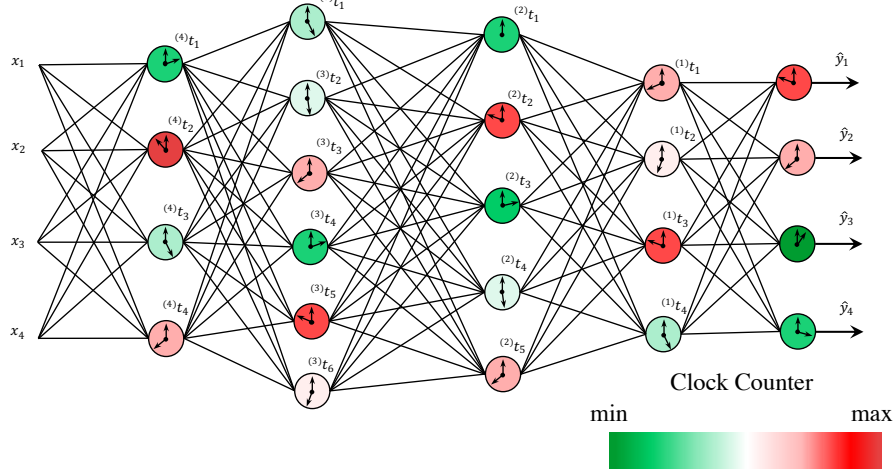 x₁
x₂
x₃
x₄
⁽⁴⁾t₁
⁽⁴⁾t₂
⁽⁴⁾t₃
⁽⁴⁾t₄
⁾t₁
⁽³⁾t₂
⁽³⁾t₃
⁽³⁾t₄
⁽³⁾t₅
⁽³⁾t₆
⁽²⁾t₁
⁽²⁾t₂
⁽²⁾t₃
⁽²⁾t₄
⁽²⁾t₅
⁽¹⁾t₁
⁽¹⁾t₂
⁽¹⁾t₃
⁽¹⁾t₄
ŷ₁
ŷ₂
ŷ₃
ŷ₄
Clock Counter
min max